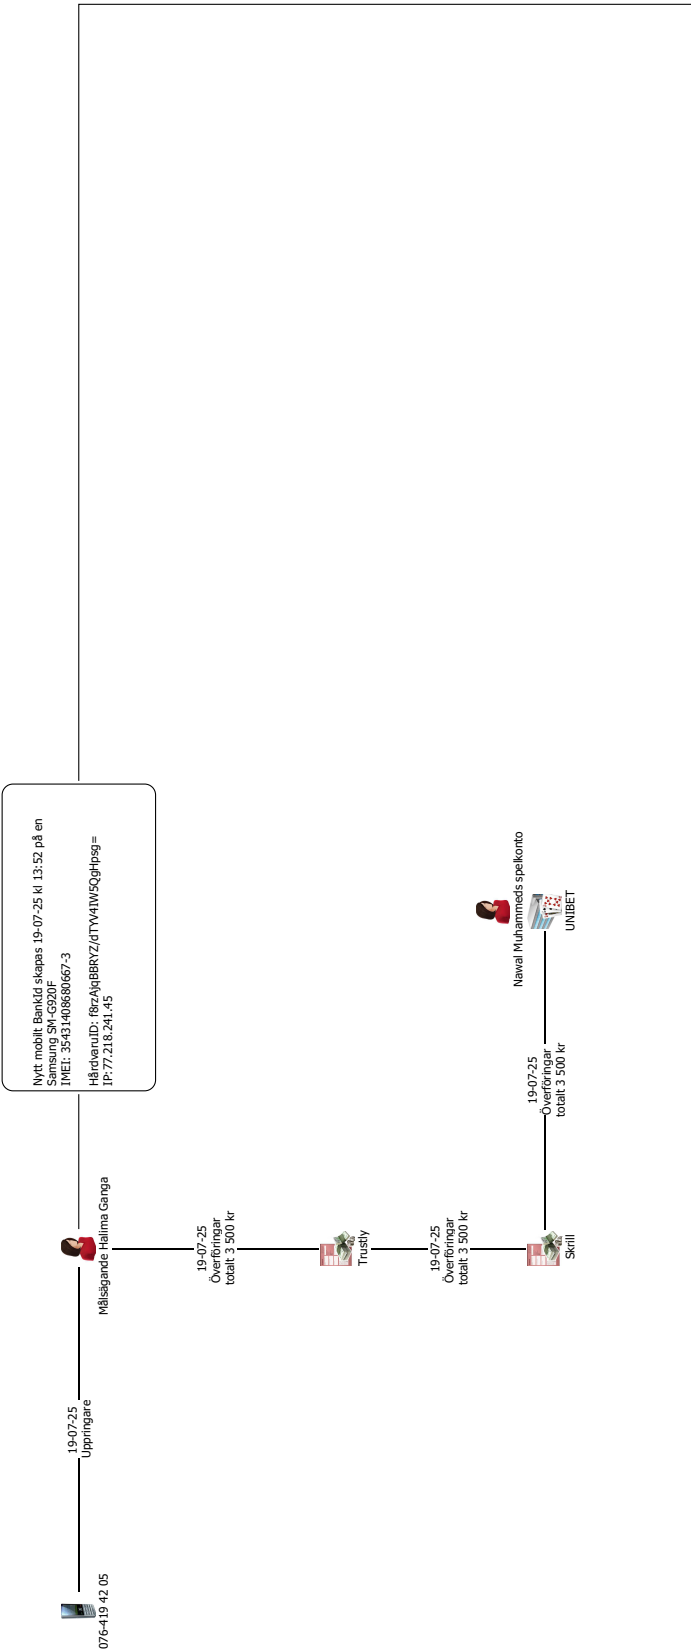 076-419 42 05
19-07-25
Uppringare
Målsägande Halima Ganga
Nytt mobilt BankId skapas 19-07-25 kl 13:52 på en
Samsung SM-G920F
IMEI: 35431408680667-3
HårdvaruID: f8rzAjqBBRYZ/dTYV4IW5QgHpsg=
IP:77.218.241.45
19-07-25
Överföringar
totalt 3 500 kr
Trustly
19-07-25
Överföringar
totalt 3 500 kr
Skrill
19-07-25
Överföringar
totalt 3 500 kr
Nawal Muhammeds spelkonto
UNIBET